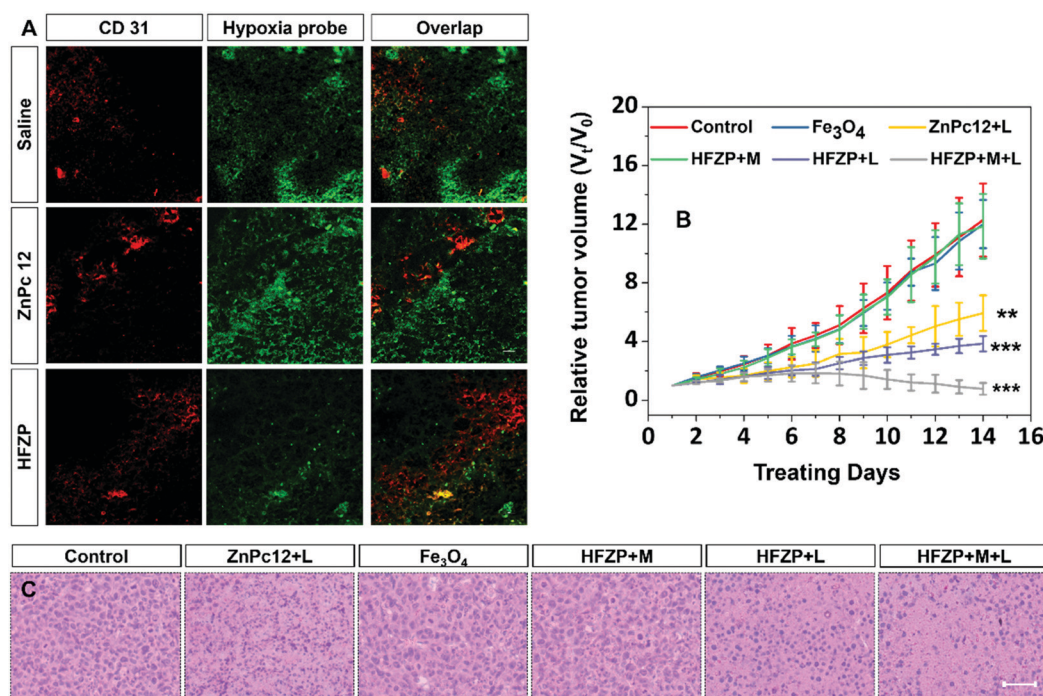 A
CD 31
Hypoxia probe
Overlap
Saline
ZnPc 12
HFZP
B
Relative tumor volume (Vₜ/V₀)
20
16
12
8
4
0
Control
Fe₃O₄
ZnPc12+L
HFZP+M
HFZP+L
HFZP+M+L
**
***
***
0
2
4
6
8
10
12
14
16
Treating Days
Control
ZnPc12+L
Fe₃O₄
HFZP+M
HFZP+L
HFZP+M+L
C